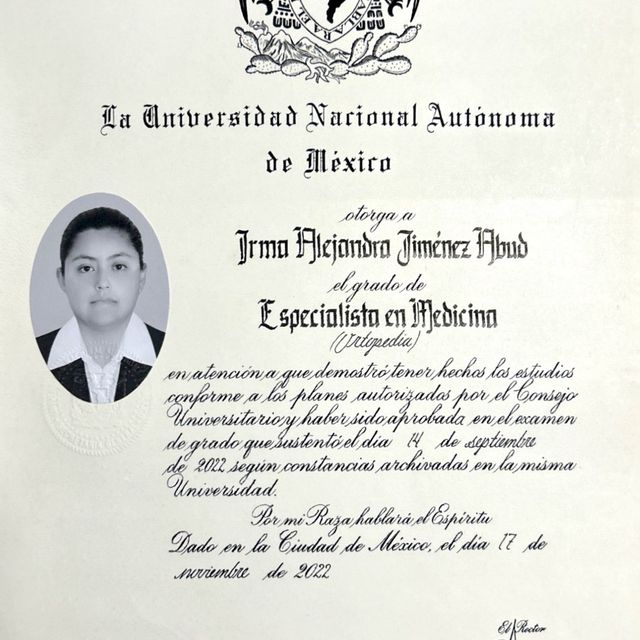 ABLARA EL
La Universidad Nacional Autónoma
de México
otorga a
Irma Alejandra Jiménez Abud
el grado de
Especialista en Medicina
(Ortopedia)
en atención a que demostró tener hechos los estudios
conforme a los planes autorizados por el Consejo
Universitario y haber sido aprobada en el examen
de grado que sustentó el día 14 de septiembre
de 2022 según constancias archivadas en la misma
Universidad.
Por mi Raza hablará el Espíritu
Dado en la Ciudad de México, el día 17 de
noviembre de 2022
El Rector